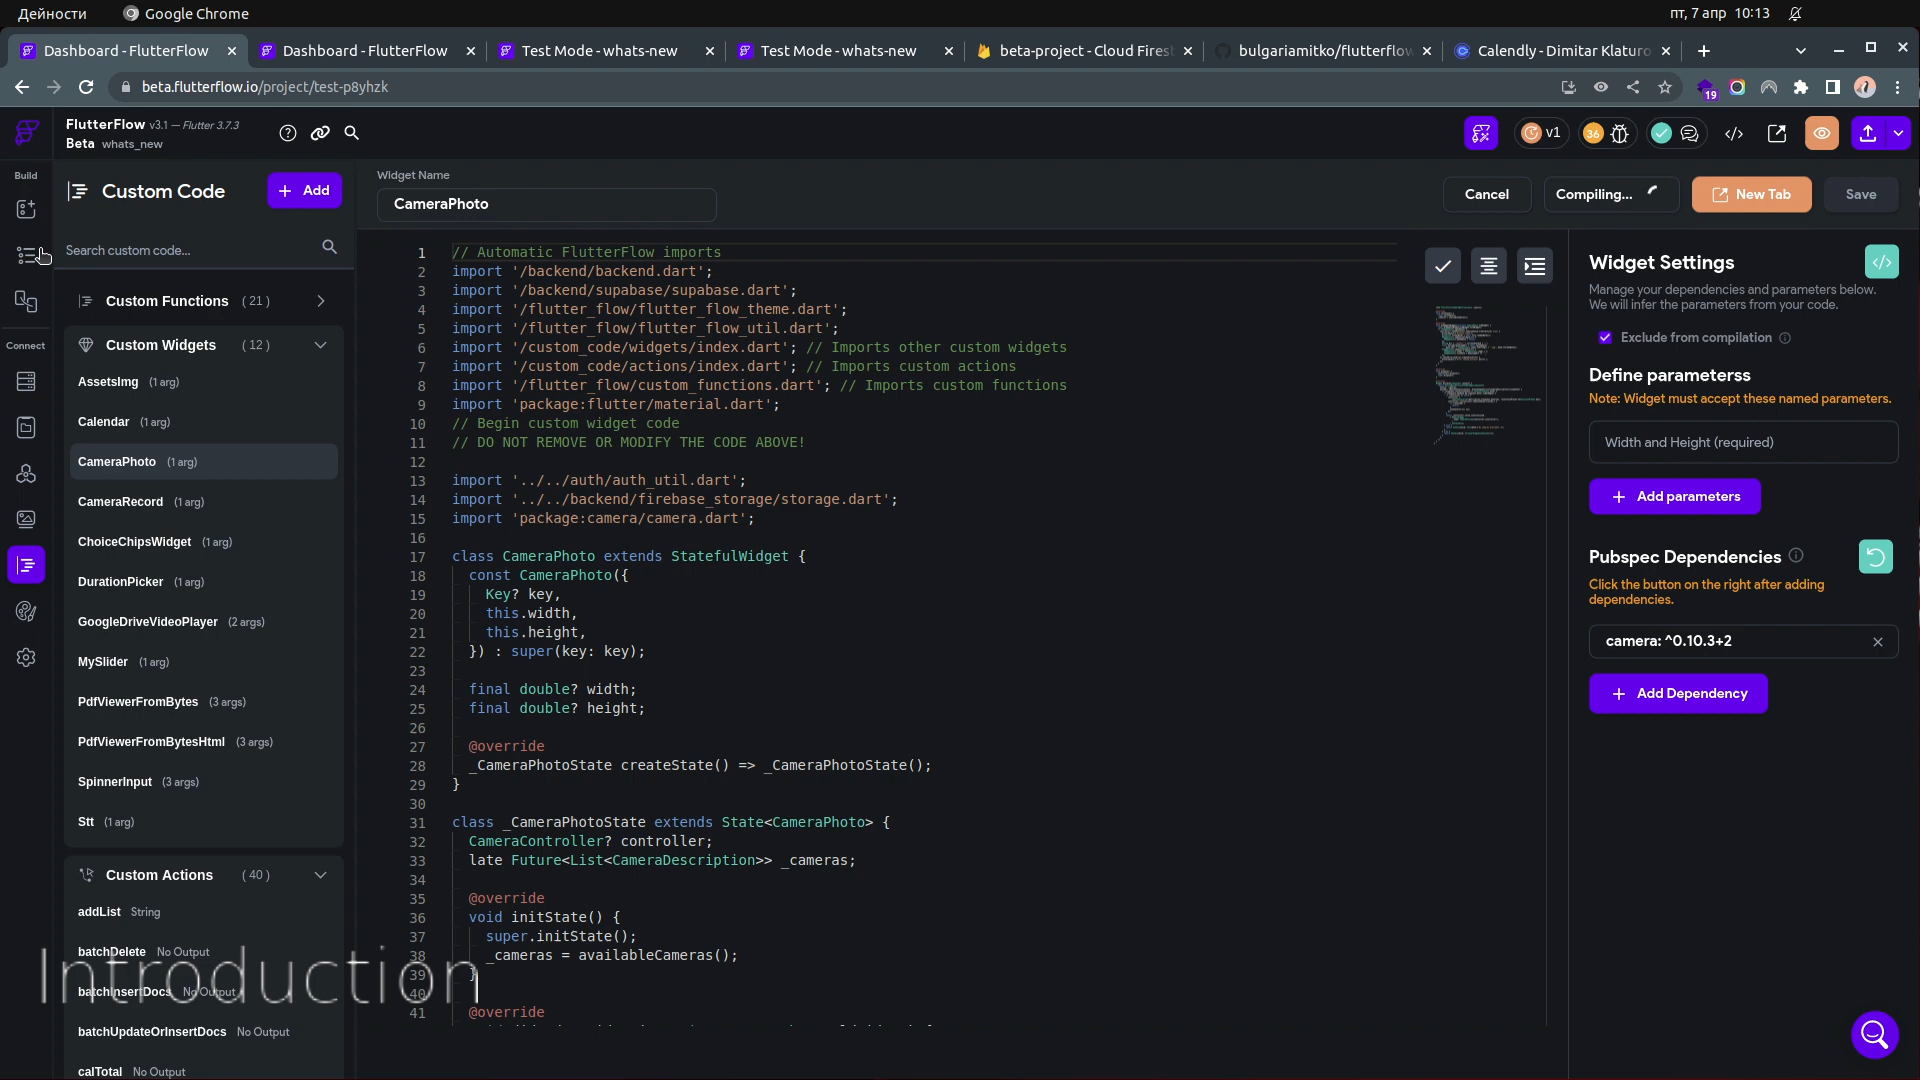 Дейности
Google Chrome
пт, 7 апр 10:13
Dashboard - FlutterFlow
Dashboard - FlutterFlow
Test Mode - whats-new
Test Mode - whats-new
beta-project - Cloud Firest
bulgariamitko/flutterflow
Calendly - Dimitar Klaturo
beta.flutterflow.io/project/test-p8yhzk
19
FlutterFlow v3.1 — Flutter 3.7.3
Beta whats_new
v1
36
Build
Connect
Custom Code
Add
Search custom code...
Custom Functions (21)
Custom Widgets (12)
AssetsImg (1 arg)
Calendar (1 arg)
CameraPhoto (1 arg)
CameraRecord (1 arg)
ChoiceChipsWidget (1 arg)
DurationPicker (1 arg)
GoogleDriveVideoPlayer (2 args)
MySlider (1 arg)
PdfViewerFromBytes (3 args)
PdfViewerFromBytesHtml (3 args)
SpinnerInput (3 args)
Stt (1 arg)
Custom Actions (40)
addList String
batchDelete No Output
batchInsertDocs No Output
batchUpdateOrInsertDocs No Output
calTotal No Output
Introduction
Widget Name
CameraPhoto
Cancel
Compiling...
New Tab
Save
1 // Automatic FlutterFlow imports
2 import '/backend/backend.dart';
3 import '/backend/supabase/supabase.dart';
4 import '/flutter_flow/flutter_flow_theme.dart';
5 import '/flutter_flow/flutter_flow_util.dart';
6 import '/custom_code/widgets/index.dart'; // Imports other custom widgets
7 import '/custom_code/actions/index.dart'; // Imports custom actions
8 import '/flutter_flow/custom_functions.dart'; // Imports custom functions
9 import 'package:flutter/material.dart';
10 // Begin custom widget code
11 // DO NOT REMOVE OR MODIFY THE CODE ABOVE!
12
13 import '../../auth/auth_util.dart';
14 import '../../backend/firebase_storage/storage.dart';
15 import 'package:camera/camera.dart';
16
17 class CameraPhoto extends StatefulWidget {
18 const CameraPhoto({
19 Key? key,
20 this.width,
21 this.height,
22 }) : super(key: key);
23
24 final double? width;
25 final double? height;
26
27 @override
28 _CameraPhotoState createState() => _CameraPhotoState();
29 }
30
31 class _CameraPhotoState extends State<CameraPhoto> {
32 CameraController? controller;
33 late Future<List<CameraDescription>> _cameras;
34
35 @override
36 void initState() {
37 super.initState();
38 _cameras = availableCameras();
39 }
40
41 @override
Widget Settings
Manage your dependencies and parameters below.
We will infer the parameters from your code.
Exclude from compilation
Define parameterss
Note: Widget must accept these named parameters.
Width and Height (required)
Add parameters
Pubspec Dependencies
Click the button on the right after adding
dependencies.
camera: ^0.10.3+2
Add Dependency